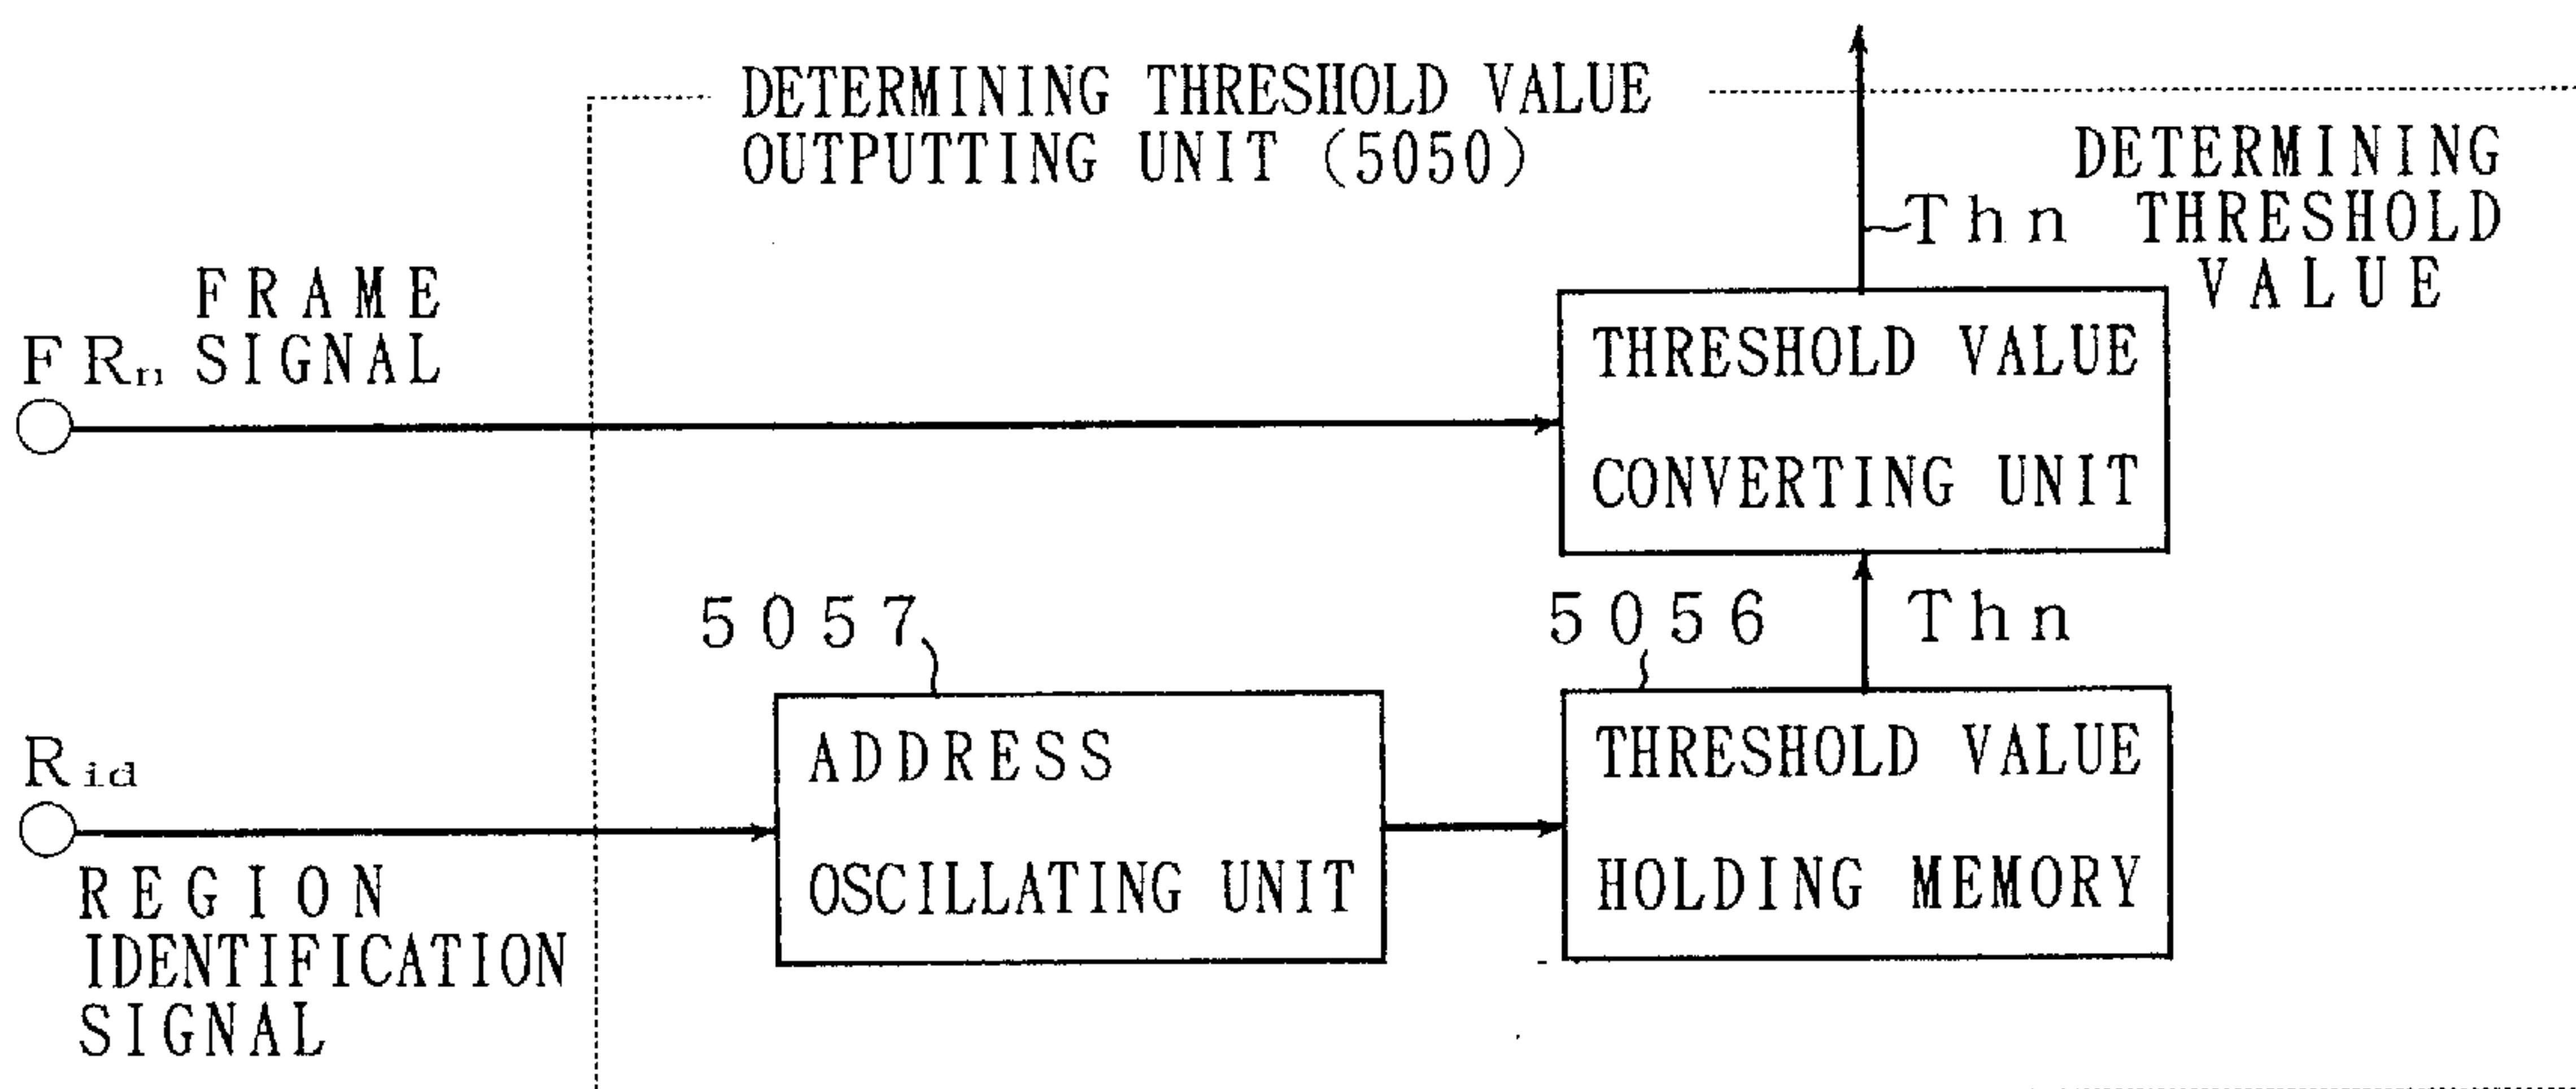 DETERMINING THRESHOLD VALUE
OUTPUTTING UNIT (5050)
DETERMINING
Thn THRESHOLD
VALUE
FRAME
FRn SIGNAL
THRESHOLD VALUE
CONVERTING UNIT
5057
5056
Thn
Rid
ADDRESS
OSCILLATING UNIT
THRESHOLD VALUE
HOLDING MEMORY
REGION
IDENTIFICATION
SIGNAL